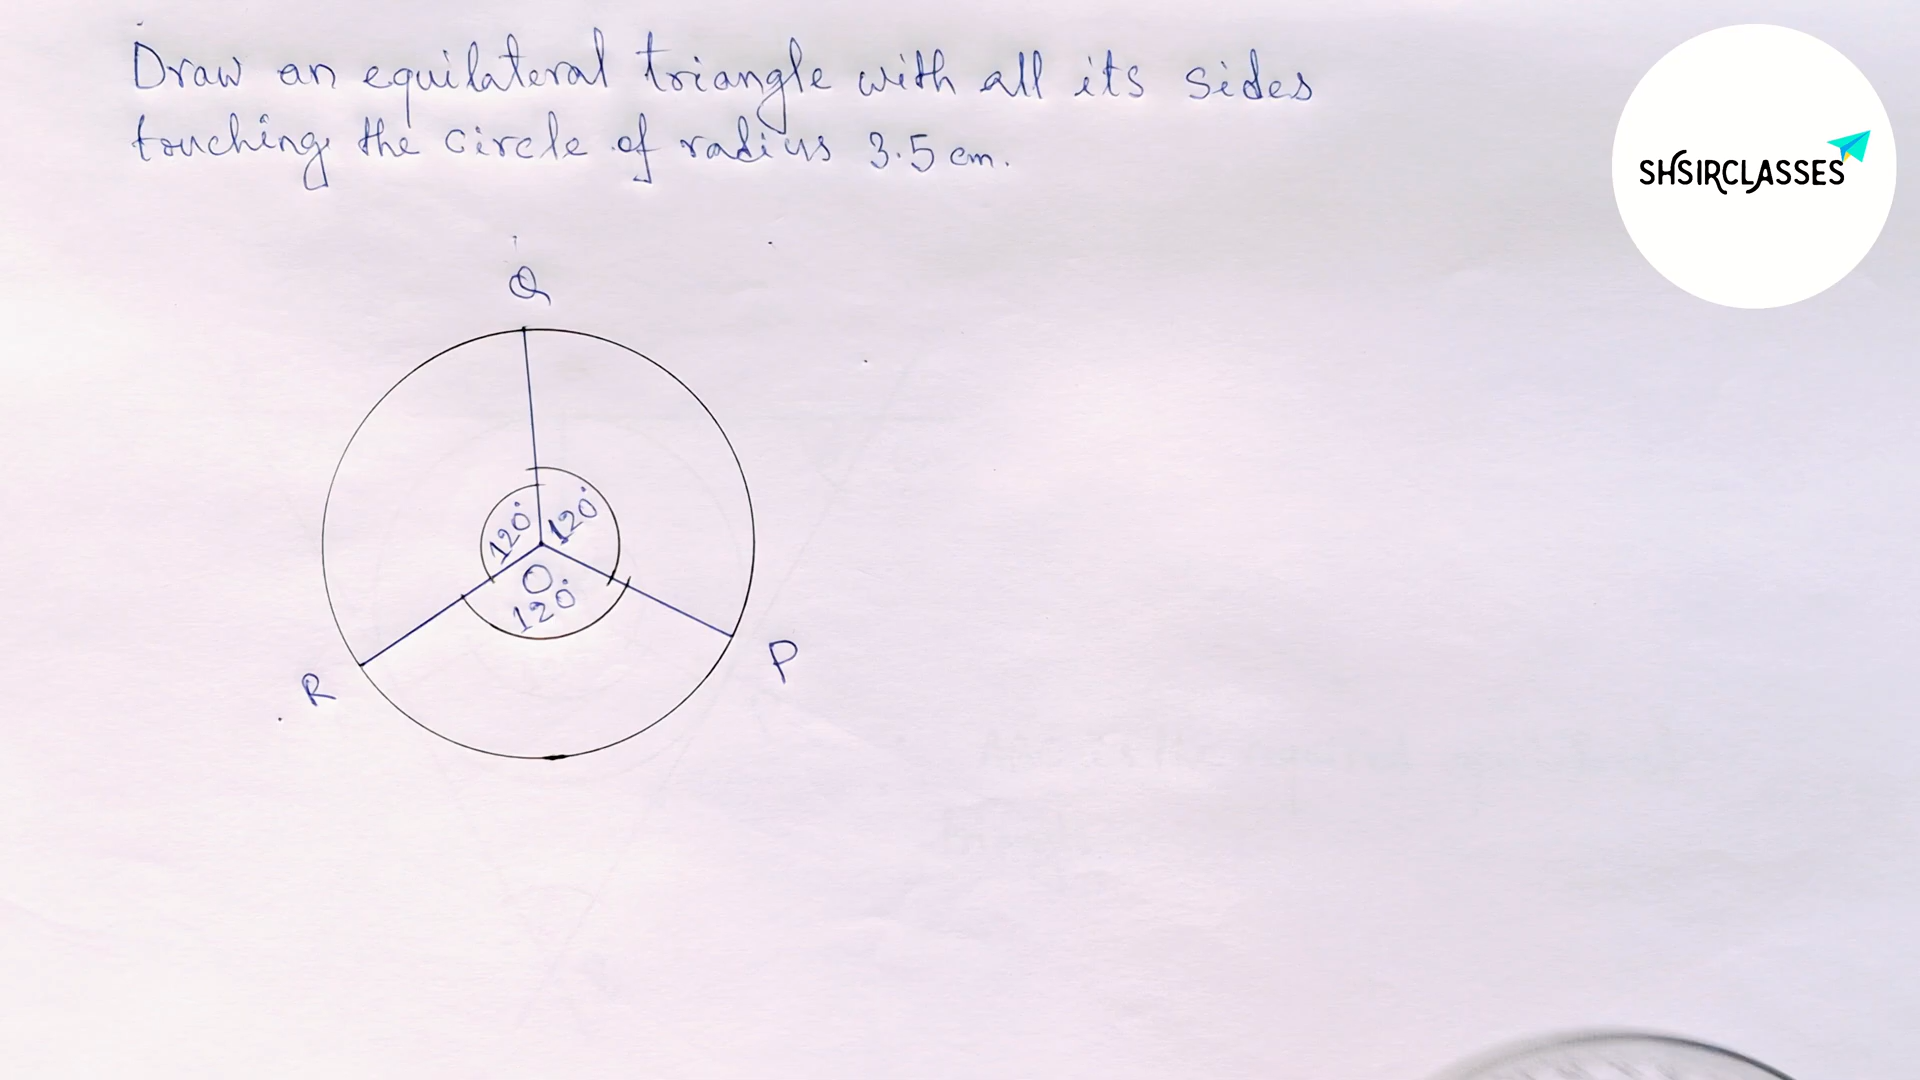 Draw an equilateral triangle with all its sides
touching the circle of radius 3.5 cm.
SHSIRCLASSES
Q
120°
120°
O
120°
R
P